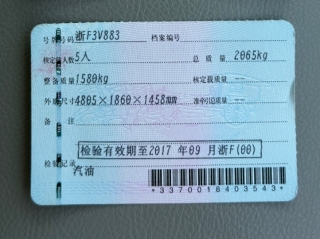 号牌号码 浙F3V883 档案编号
核定载人数 5人 总质量 2065kg
整备质量 1580kg 核定载质量 --
外廓尺寸 4805×1860×1458mm 准牵引总质量 --
备注
检验有效期至2017 年09 月浙F(00)
检验记录
汽油
*3370018403543*